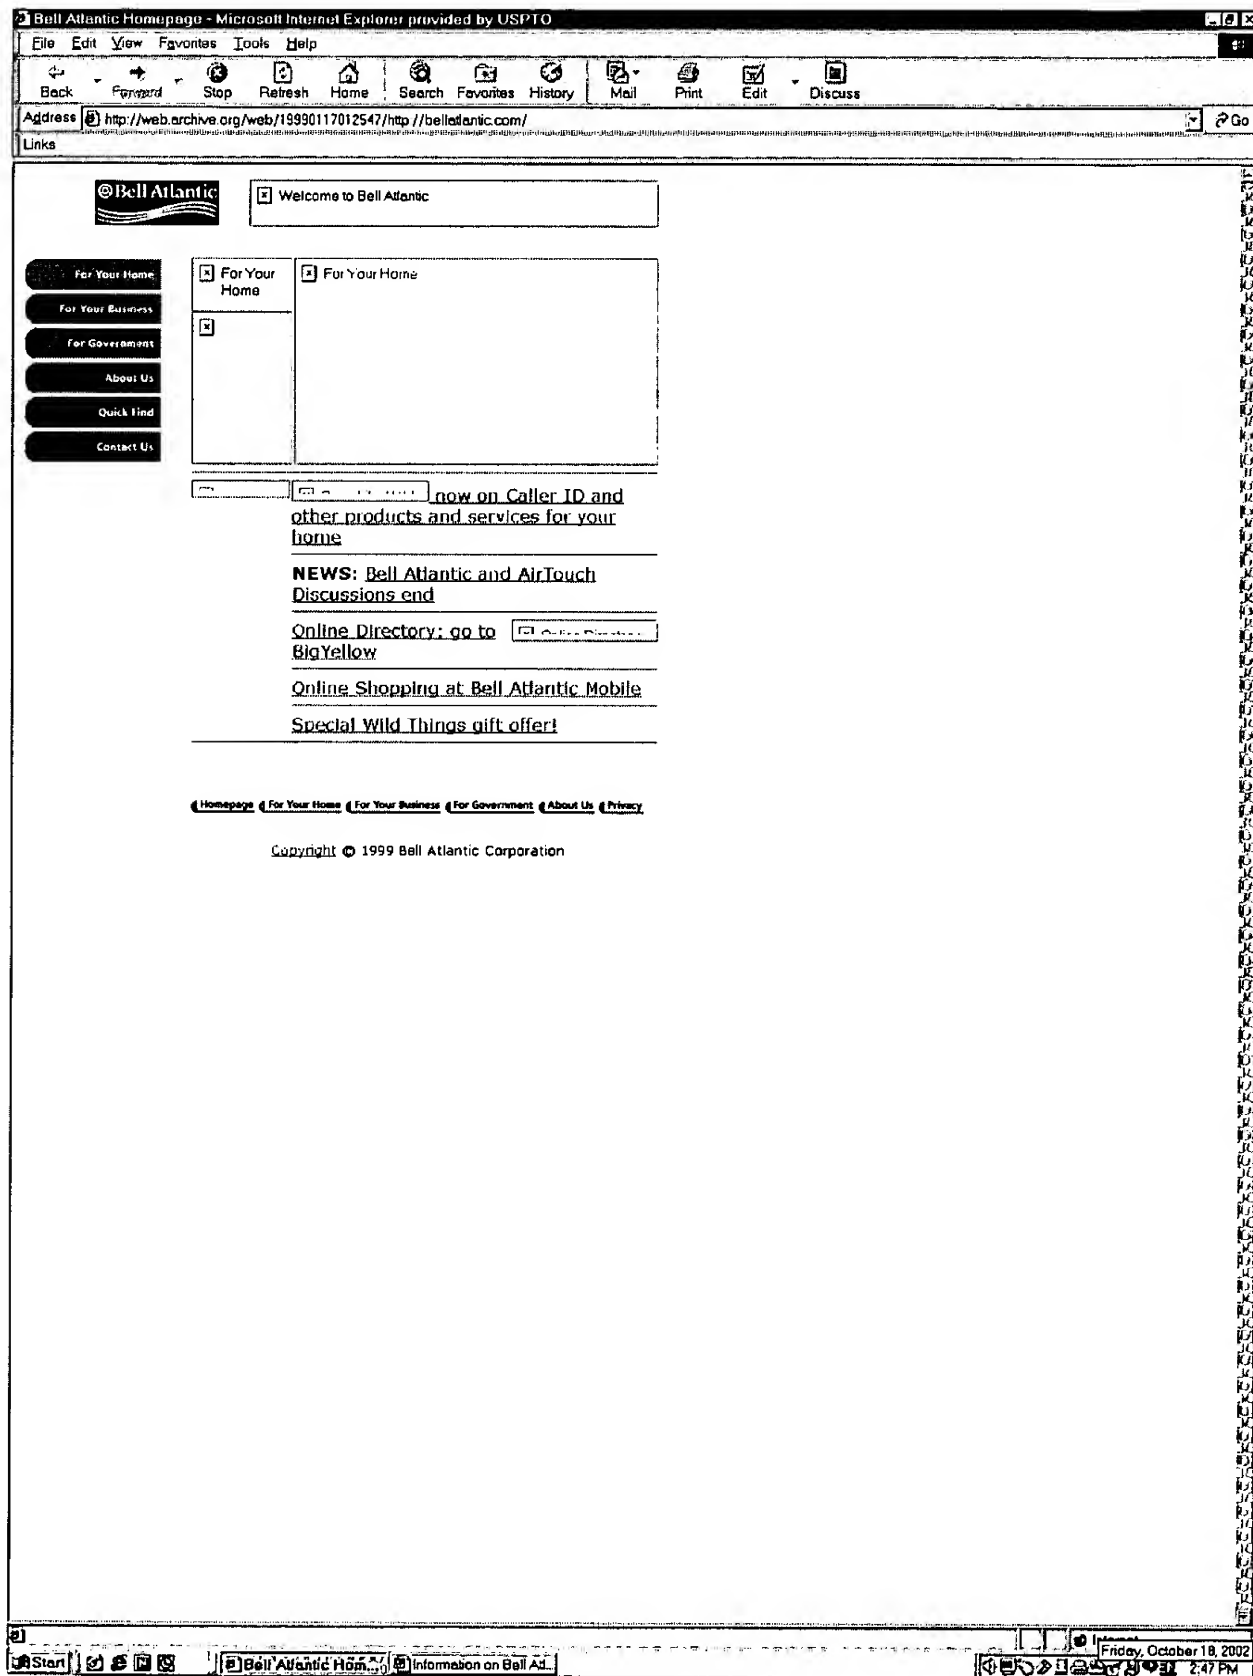 Bell Atlantic Homepage - Microsoft Internet Explorer provided by USPTO
File Edit View Favorites Tools Help
Back Forward Stop Refresh Home Search Favorites History Mail Print Edit Discuss
Address http://web.archive.org/web/19990117012547/http //bellatlantic.com/ Go
Links
@Bell Atlantic
Welcome to Bell Atlantic
For Your Home
For Your Business
For Government
About Us
Quick Find
Contact Us
For Your
Home
For Your Home
now on Caller ID and
other products and services for your
home
NEWS: Bell Atlantic and AirTouch
Discussions end
Online Directory: go to
BigYellow
Online Directory
Online Shopping at Bell Atlantic Mobile
Special Wild Things gift offer!
Homepage For Your Home For Your Business For Government About Us Privacy
Copyright © 1999 Bell Atlantic Corporation
Friday, October 18, 2002
Start Bell Atlantic Hom... Information on Bell Atl... 2:47 PM